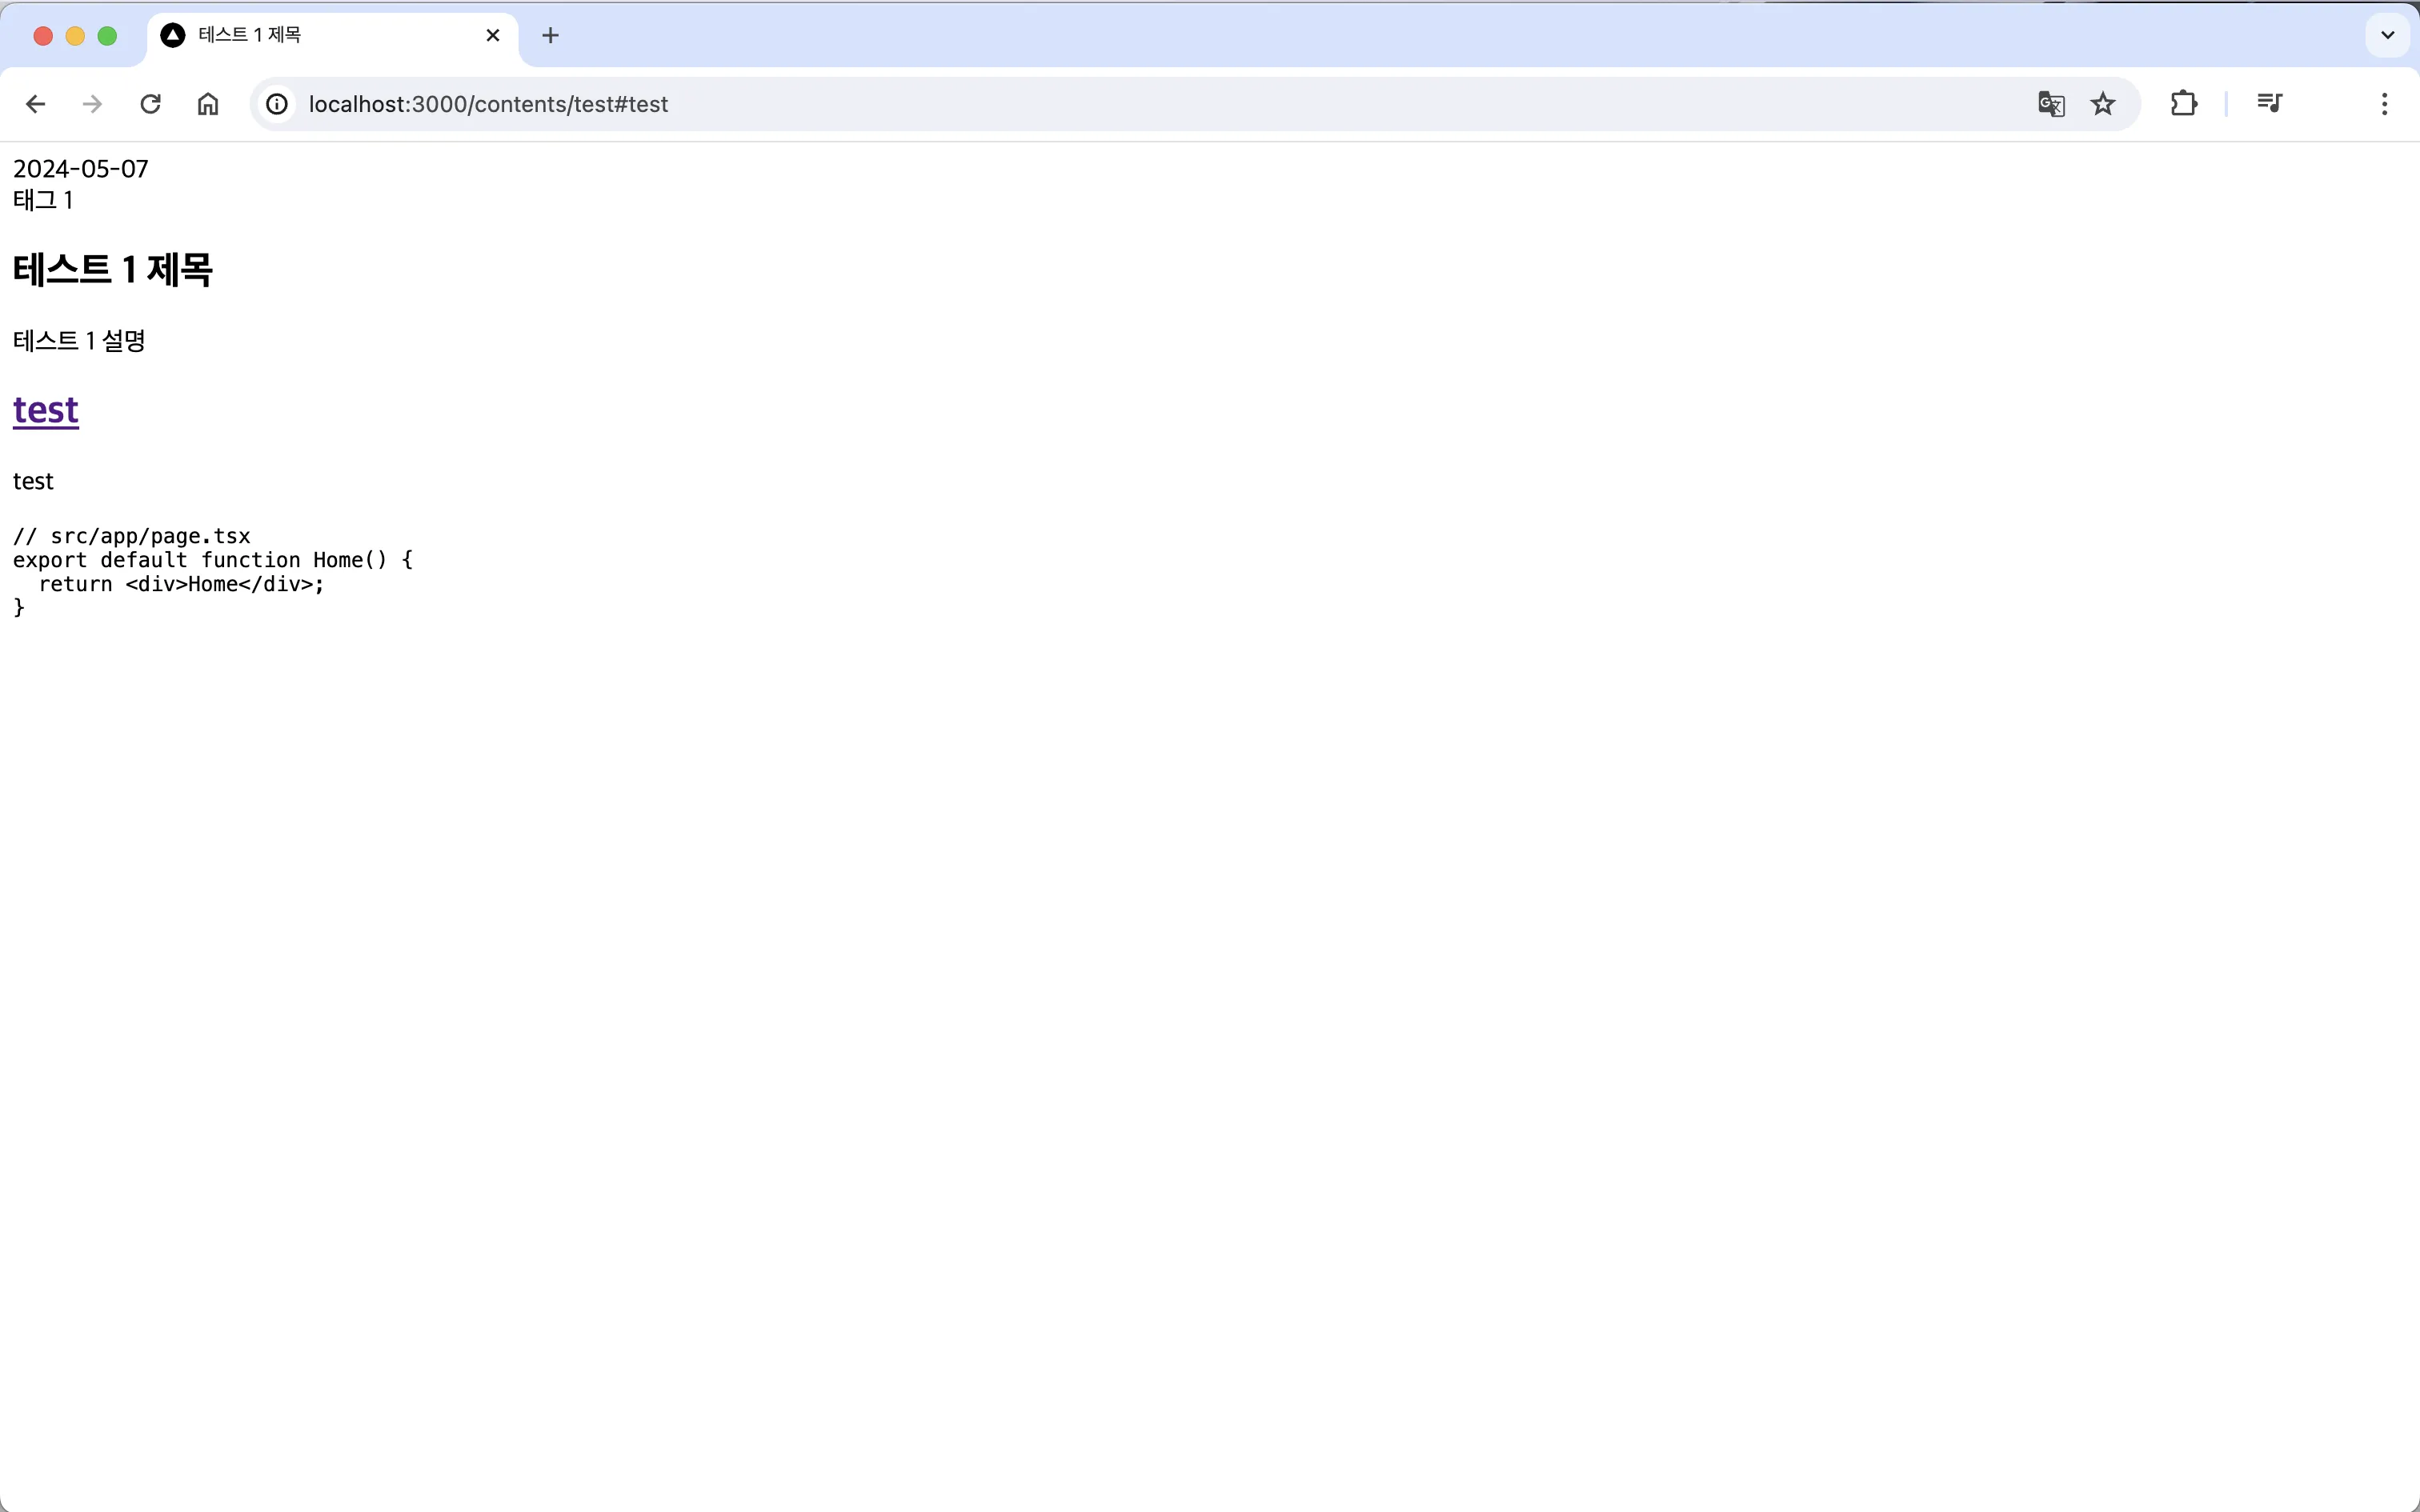 테스트 1 제목
localhost:3000/contents/test#test
2024-05-07
태그 1
테스트 1 제목
테스트 1 설명
test
test
// src/app/page.tsx
export default function Home() {
  return <div>Home</div>;
}